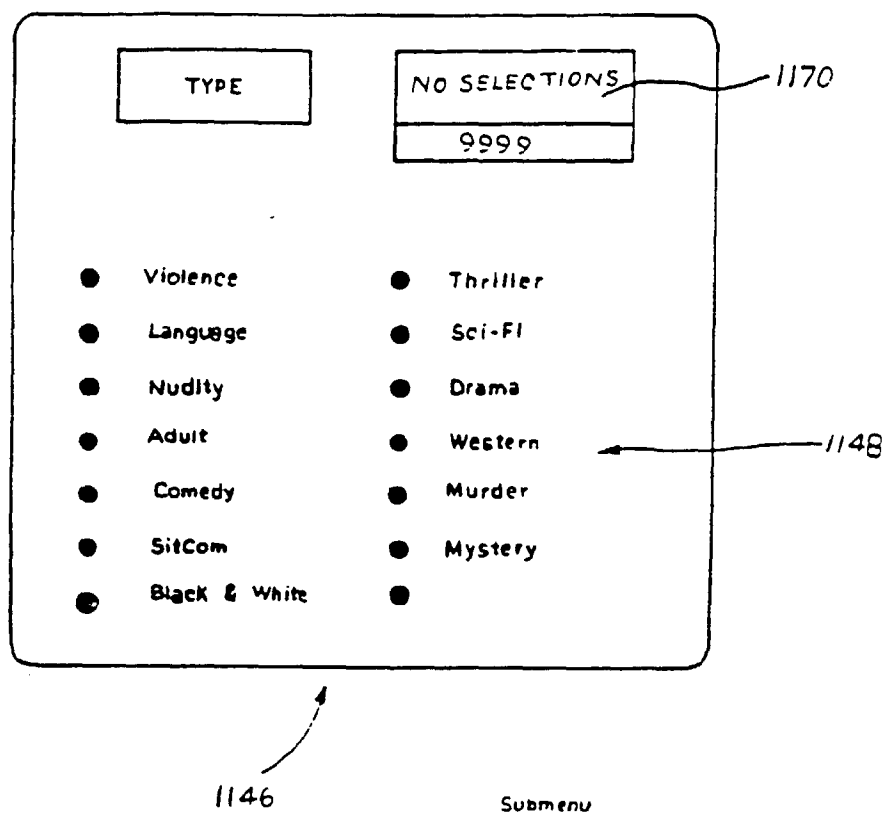 TYPE
NO SELECTIONS
9999
1170
Violence
Language
Nudity
Adult
Comedy
SitCom
Black & White
Thriller
Sci-Fi
Drama
Western
Murder
Mystery
1148
1146
Submenu